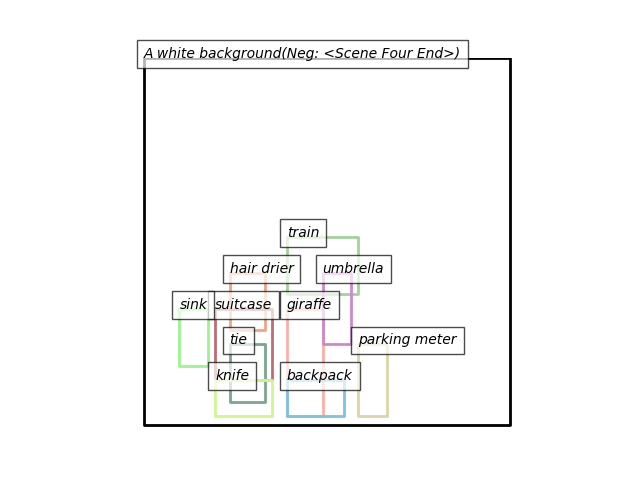 A white background(Neg: <Scene Four End>)
train
hair drier
umbrella
sink
suitcase
giraffe
tie
parking meter
knife
backpack